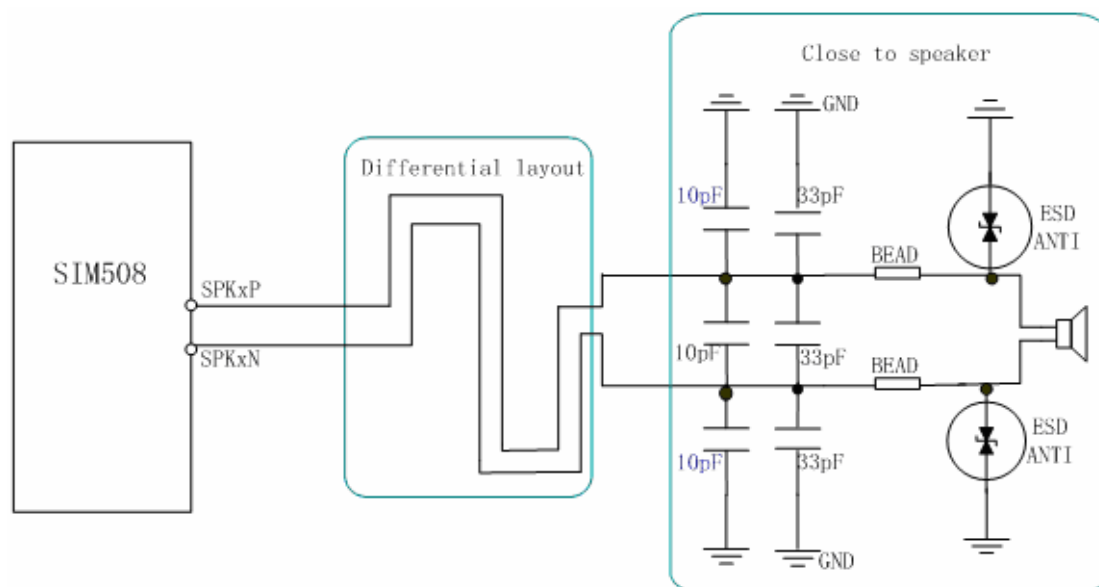 Close to speaker
GND
Differential layout
10pF
33pF
ESD
ANTI
SIM508
BEAD
SPKxP
10pF
33pF
SPKxN
BEAD
ESD
ANTI
10pF
33pF
GND